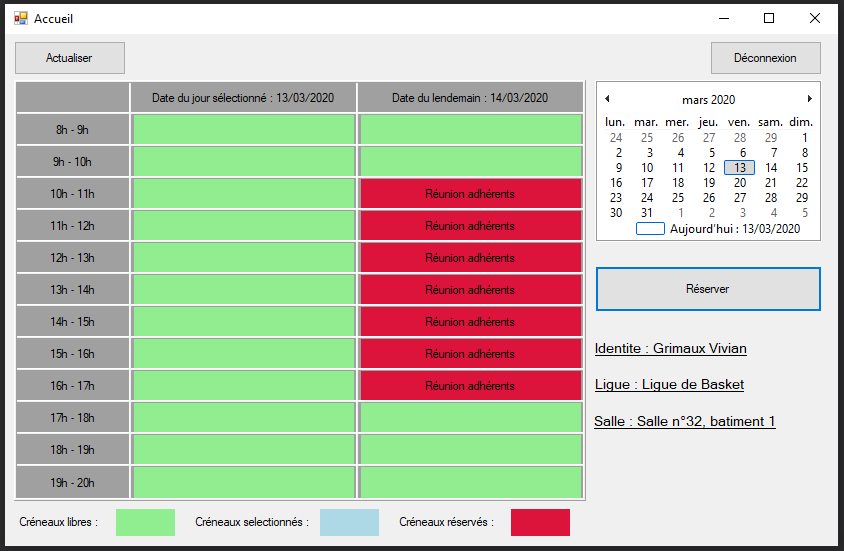 Accueil
Actualiser
Déconnexion
Date du jour sélectionné : 13/03/2020 Date du lendemain : 14/03/2020
8h - 9h
9h - 10h
10h - 11h Réunion adhérents
11h - 12h Réunion adhérents
12h - 13h Réunion adhérents
13h - 14h Réunion adhérents
14h - 15h Réunion adhérents
15h - 16h Réunion adhérents
16h - 17h Réunion adhérents
17h - 18h
18h - 19h
19h - 20h
mars 2020
lun. mar. mer. jeu. ven. sam. dim.
24 25 26 27 28 29 1
2 3 4 5 6 7 8
9 10 11 12 13 14 15
16 17 18 19 20 21 22
23 24 25 26 27 28 29
30 31 1 2 3 4 5
Aujourd'hui : 13/03/2020
Réserver
Identite : Grimaux Vivian
Ligue : Ligue de Basket
Salle : Salle n°32, batiment 1
Créneaux libres : Créneaux selectionnés : Créneaux réservés :